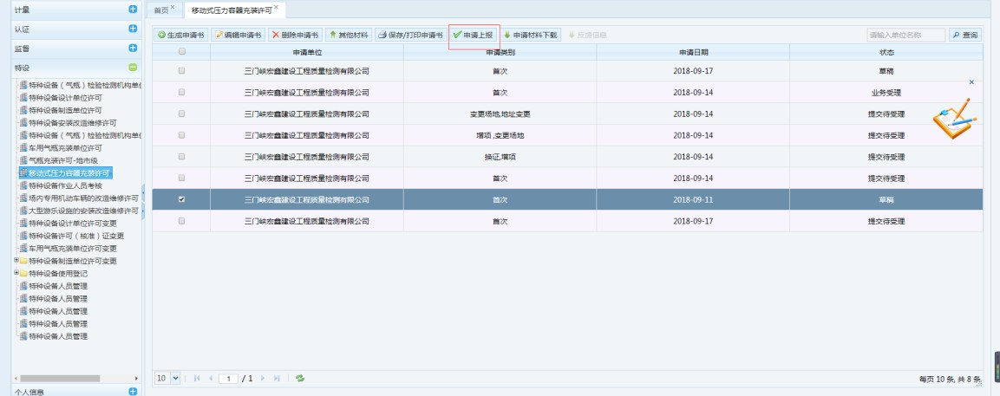 计量
认证
监督
特设
特种设备（气瓶）检验检测机构单位
特种设备设计单位许可
特种设备制造单位许可
特种设备安装改造维修许可
特种设备（气瓶）检验检测机构单位
车用气瓶充装单位许可
气瓶充装许可-地市级
移动式压力容器充装许可
特种设备作业人员考核
场内专用机动车辆的改造维修许可
大型游乐设施的安装改造维修许可
特种设备设计单位许可变更
特种设备许可（核准）证变更
车用气瓶充装单位许可变更
特种设备制造单位许可变更
特种设备使用登记
特种设备人员管理
特种设备人员管理
特种设备人员管理
特种设备人员管理
特种设备人员管理
个人信息
首页 移动式压力容器充装许可
生成申请书 编辑申请书 删除申请书 其他材料 保存/打印申请书 申请上报 申请材料下载 反馈信息 请输入单位名称 查询
申请单位 申请类别 申请日期 状态
三门峡宏鑫建设工程质量检测有限公司 首次 2018-09-17 草稿
三门峡宏鑫建设工程质量检测有限公司 首次 2018-09-14 业务受理
三门峡宏鑫建设工程质量检测有限公司 变更场地,地址变更 2018-09-14 提交待受理
三门峡宏鑫建设工程质量检测有限公司 增项 ,变更场地 2018-09-14 提交待受理
三门峡宏鑫建设工程质量检测有限公司 换证,增项 2018-09-14 提交待受理
三门峡宏鑫建设工程质量检测有限公司 首次 2018-09-14 提交待受理
三门峡宏鑫建设工程质量检测有限公司 首次 2018-09-11 草稿
三门峡宏鑫建设工程质量检测有限公司 首次 2018-09-17 提交待受理
10 1 / 1 每页 10 条, 共 8 条